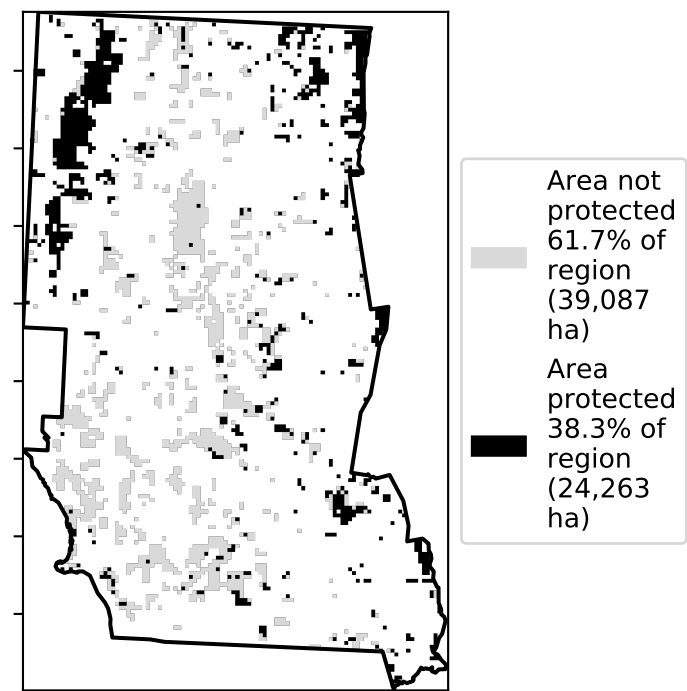 Area not
protected
61.7% of
region
(39,087
ha)
Area
protected
38.3% of
region
(24,263
ha)